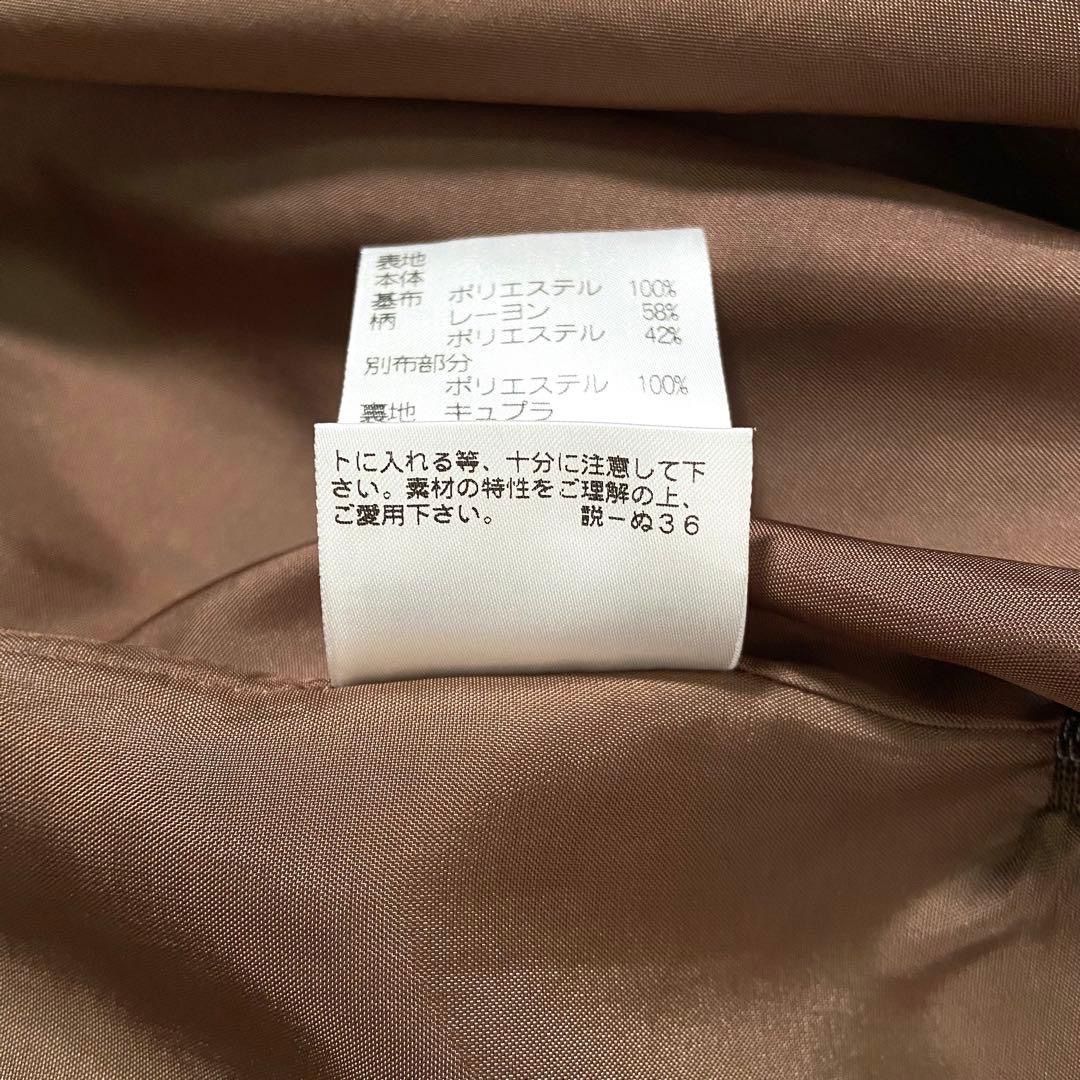 表地
本体
基布 ポリエステル 100%
柄 レーヨン 58%
ポリエステル 42%
別布部分
ポリエステル 100%
裏地 キュプラ
トに入れる等、十分に注意して下
さい。素材の特性をご理解の上、
ご愛用下さい。 説ーぬ36